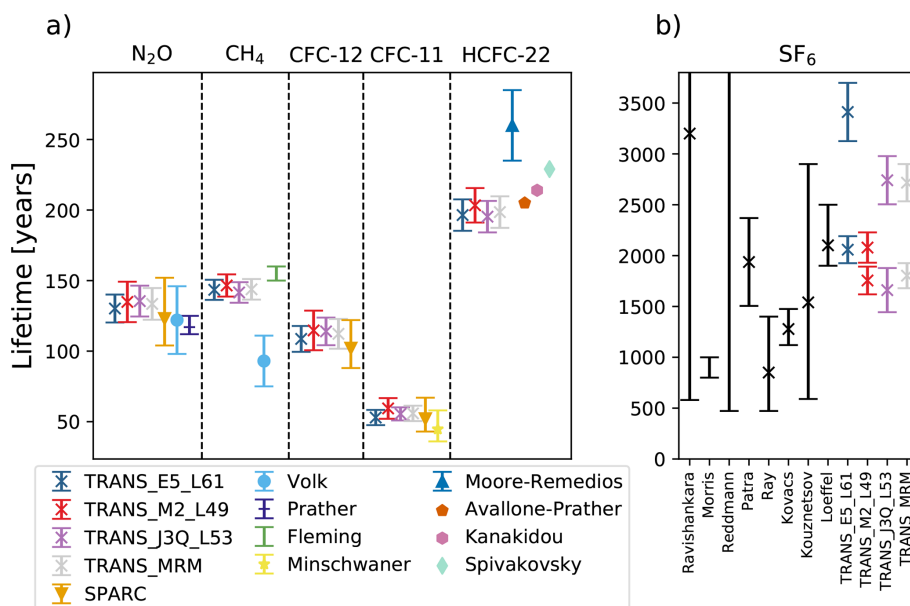 a)
b)
N₂O CH₄ CFC-12 CFC-11 HCFC-22
SF₆
Lifetime [years]
250
200
150
100
50
3500
3000
2500
2000
1500
1000
500
0
Ravishankara
Morris
Reddmann
Patra
Ray
Kovacs
Kouznetsov
Loeffel
TRANS_E5_L61
TRANS_M2_L49
TRANS_J3Q_L53
TRANS_MRM
TRANS_E5_L61
TRANS_M2_L49
TRANS_J3Q_L53
TRANS_MRM
SPARC
Volk
Prather
Fleming
Minschwaner
Moore-Remedios
Avallone-Prather
Kanakidou
Spivakovsky